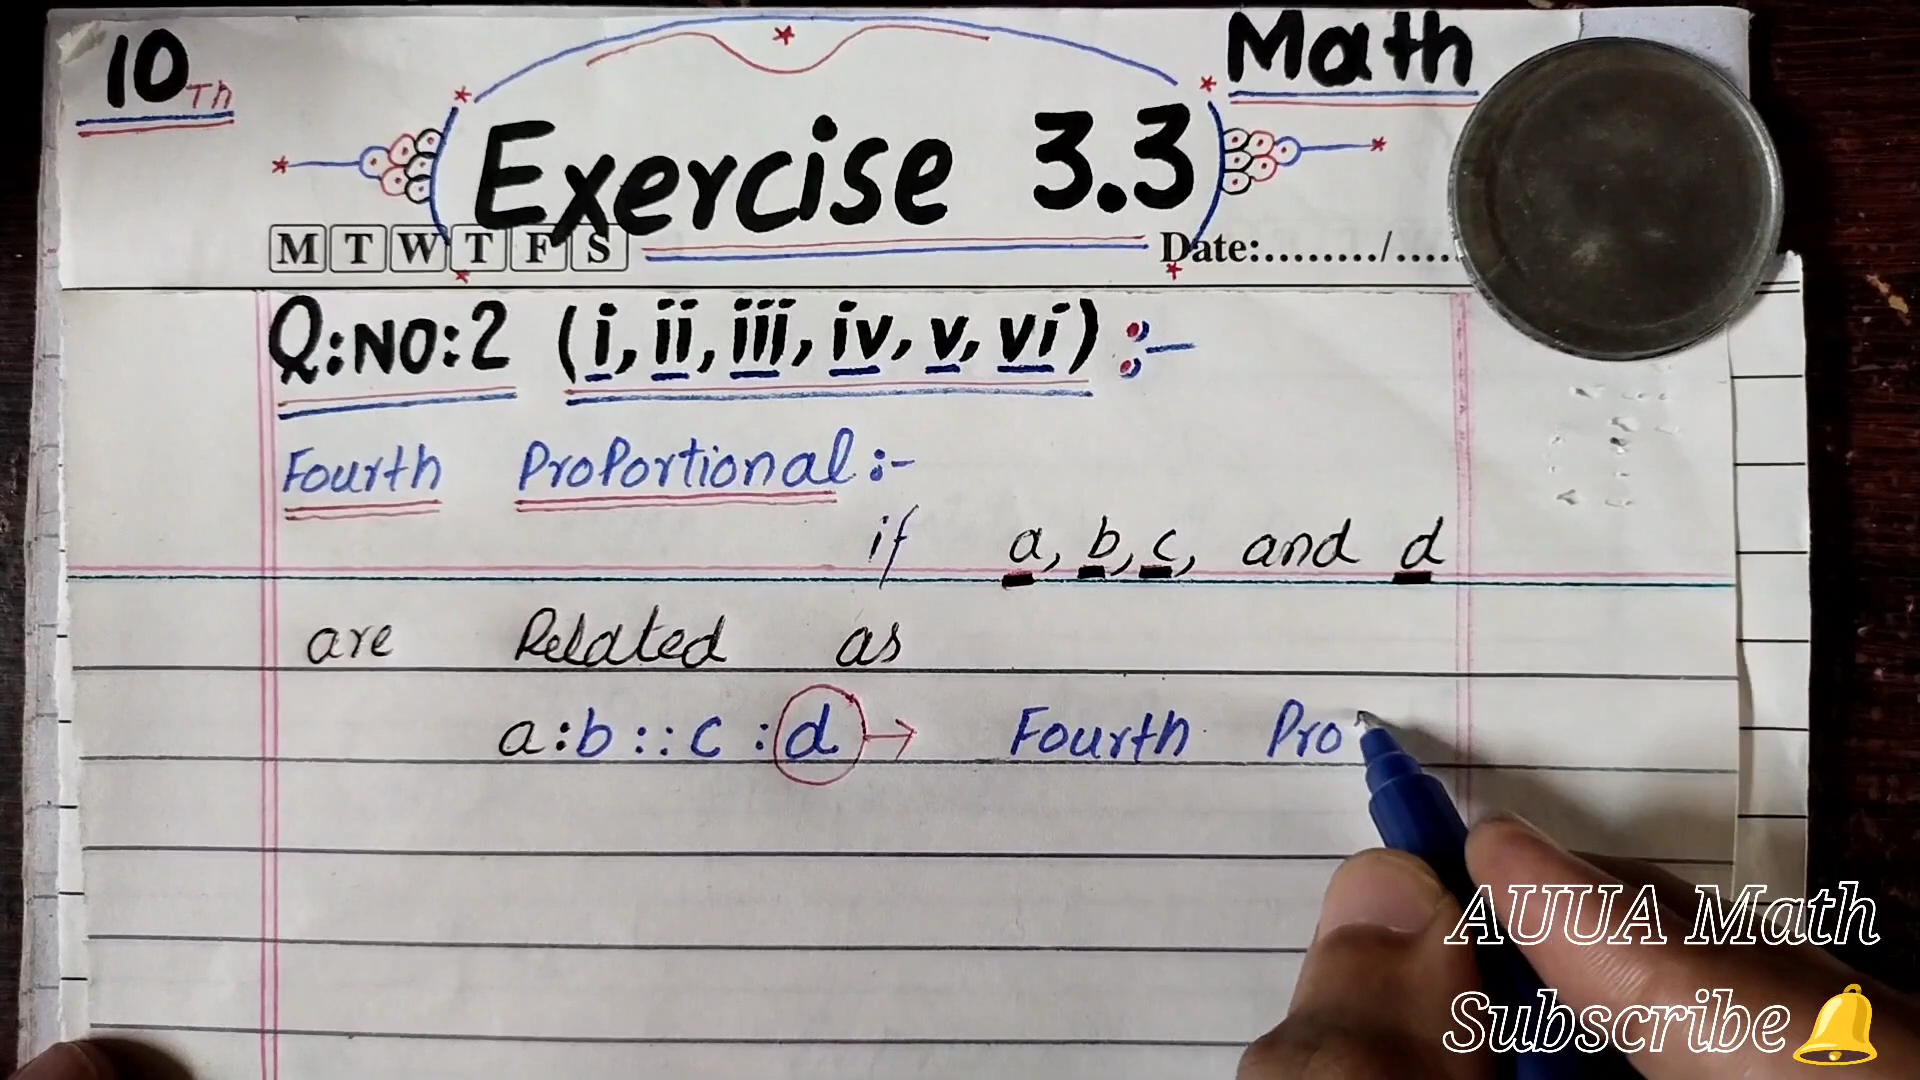 10Th
Math
Exercise 3.3
M T W T F S
Date:......../....
Q:NO:2 (i, ii, iii, iv, v, vi) :-
Fourth Proportional:-
if a, b, c, and d
are Related as
a:b::c:d → Fourth Pro
AUUA Math
Subscribe